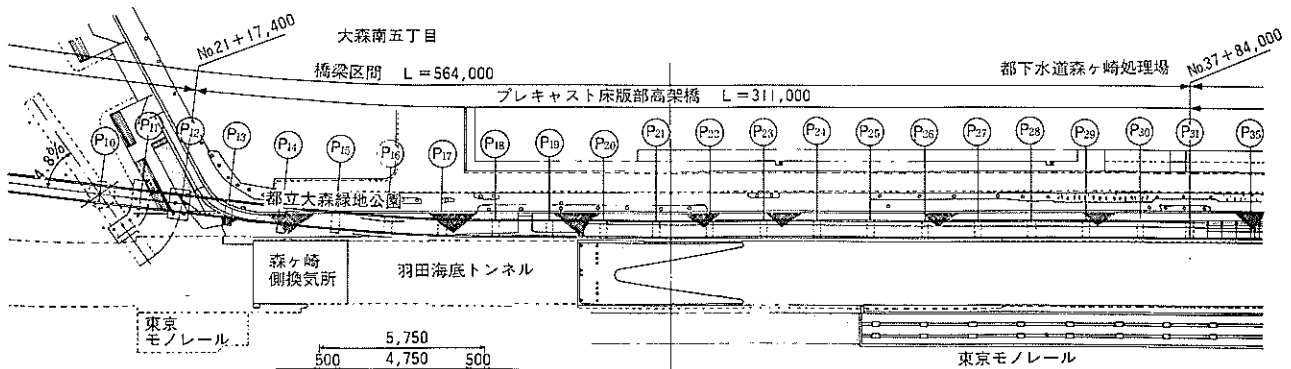 No.21+17,400
大森南五丁目
橋梁区間 L=564,000
都下水道森ヶ崎処理場
No.37+84,000
プレキャスト床版部高架橋 L=311,000
P10 P11 P12 P13 P14 P15 P16 P17 P18 P19 P20 P21 P22 P23 P24 P25 P26 P27 P28 P29 P30 P31 P35
4.8%
都立大森緑地公園
森ヶ崎
側換気所
羽田海底トンネル
東京
モノレール
5,750
500 4,750 500
東京モノレール